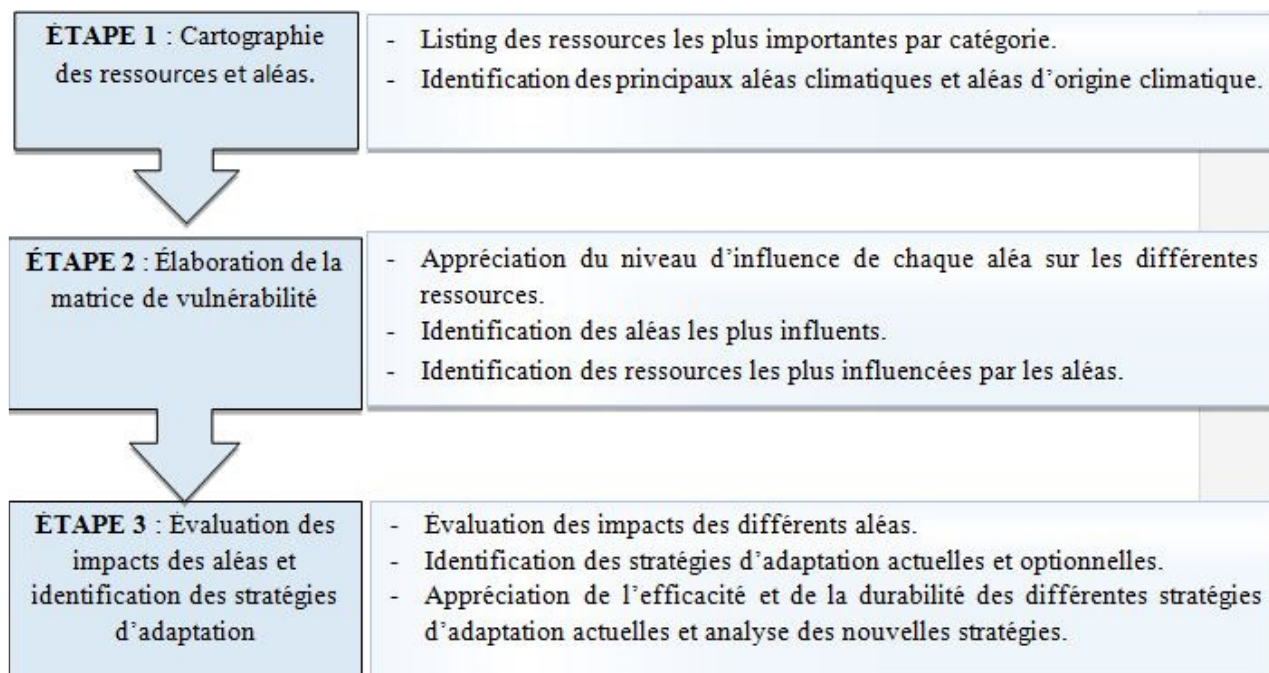 ÉTAPE 1 : Cartographie
des ressources et aléas.
- Listing des ressources les plus importantes par catégorie.
- Identification des principaux aléas climatiques et aléas d’origine climatique.
ÉTAPE 2 : Élaboration de la
matrice de vulnérabilité
- Appréciation du niveau d’influence de chaque aléa sur les différentes
ressources.
- Identification des aléas les plus influents.
- Identification des ressources les plus influencées par les aléas.
ÉTAPE 3 : Évaluation des
impacts des aléas et
identification des stratégies
d’adaptation
- Évaluation des impacts des différents aléas.
- Identification des stratégies d’adaptation actuelles et optionnelles.
- Appréciation de l’efficacité et de la durabilité des différentes stratégies
d’adaptation actuelles et analyse des nouvelles stratégies.